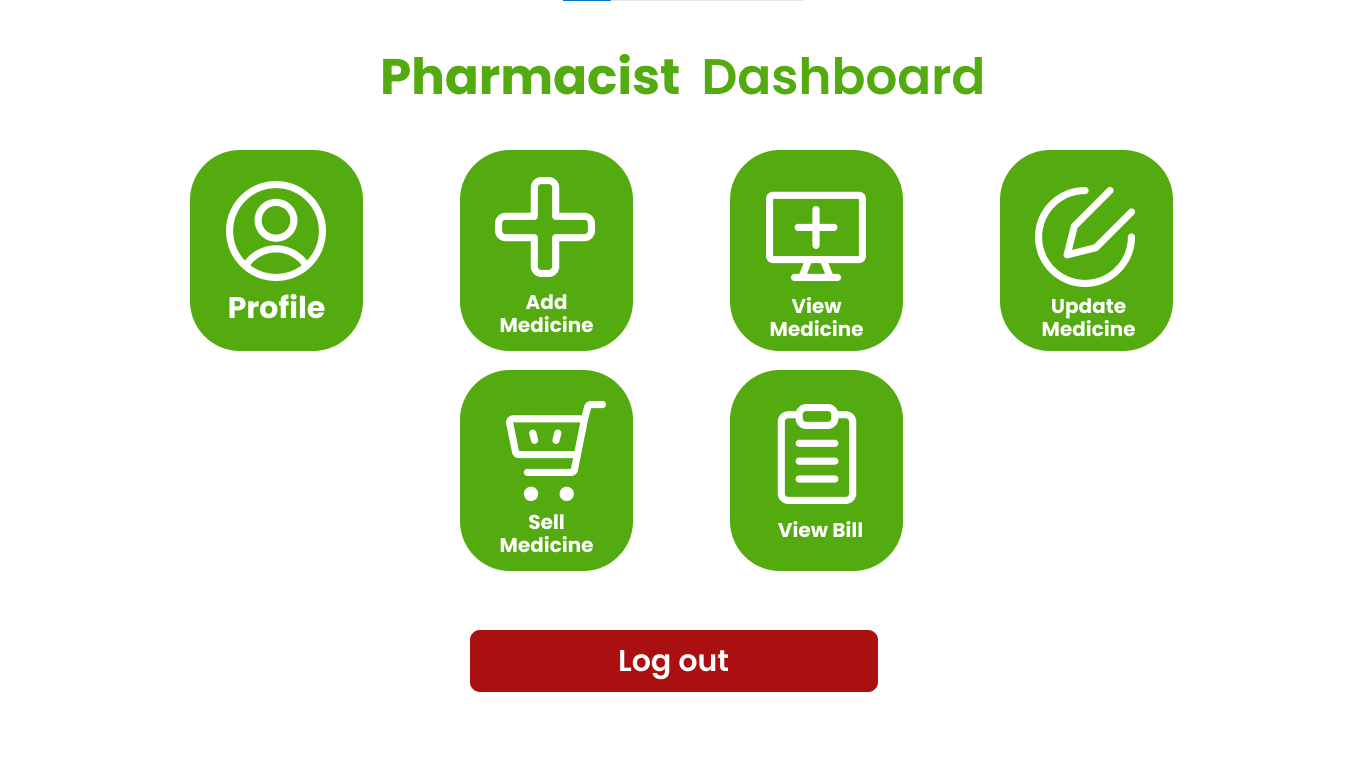 Pharmacist Dashboard
Profile
Add
Medicine
View
Medicine
Update
Medicine
Sell
Medicine
View Bill
Log out